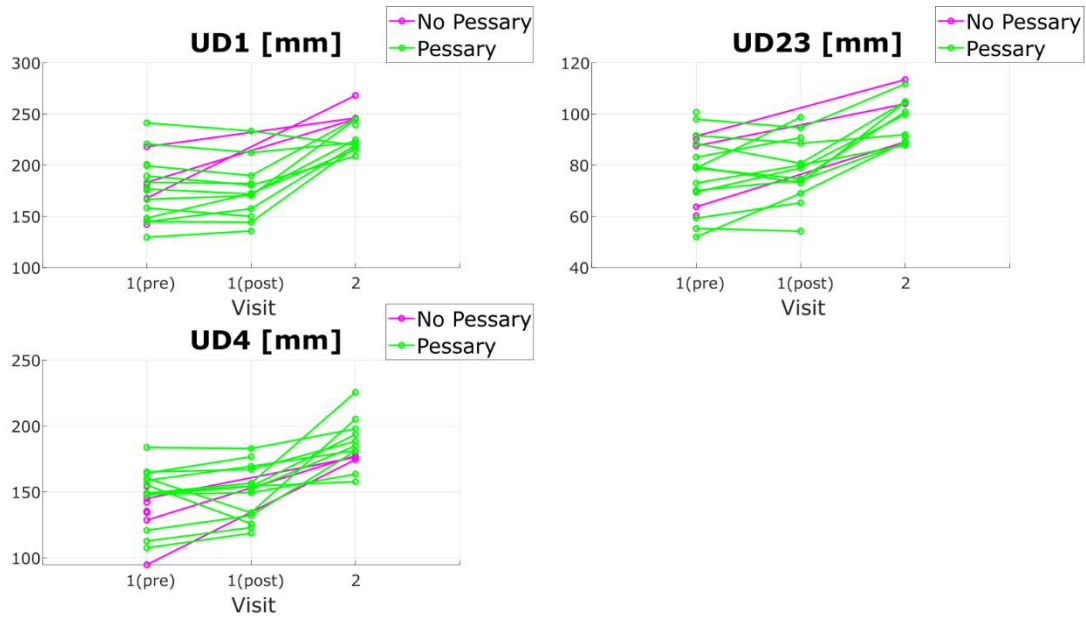 UD1 [mm]
No Pessary
Pessary
300
250
200
150
100
1(pre) 1(post) 2
Visit
UD23 [mm]
No Pessary
Pessary
120
100
80
60
40
1(pre) 1(post) 2
Visit
UD4 [mm]
No Pessary
Pessary
250
200
150
100
1(pre) 1(post) 2
Visit